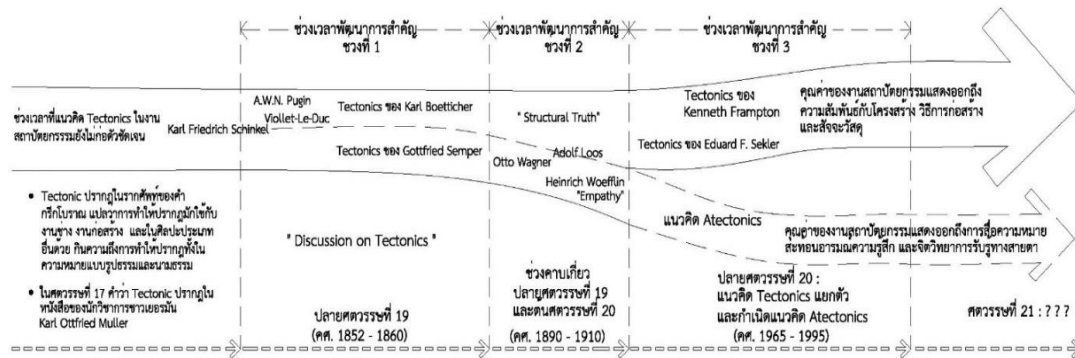 ช่วงเวลาพัฒนาการสำคัญ
ช่วงที่ 1
ช่วงเวลาพัฒนาการสำคัญ
ช่วงที่ 2
ช่วงเวลาพัฒนาการสำคัญ
ช่วงที่ 3
ช่วงเวลาที่แนวคิด Tectonics ในงาน
สถาปัตยกรรรมยังไม่ก่อตัวชัดเจน
Karl Friedrich Schinkel
A.W.N. Pugin
Viollet-Le-Duc
Tectonics ของ Karl Boetticher
Tectonics ของ Gottfried Semper
" Structural Truth"
Otto Wagner
Adolf Loos
Heinrich Woefflin
"Empathy"
Tectonics ของ
Kenneth Frampton
Tectonics ของ Eduard F. Sekler
คุณค่าของงานสถาปัตยกรรมแสดงออกถึง
ความสัมพันธ์กับโครงสร้าง วิธีการก่อสร้าง
และสัจจะวัสดุ
• Tectonic ปรากฎในรากศัพท์ของคำ
กรีกโบราณ แปลว่าการทำให้ปรากฎมักใช้กับ
งานช่าง งานก่อสร้าง และในศิลปะประเภท
อื่นด้วย กินความถึงการทำให้ปรากฎทั้งใน
ความหมายแบบรูปธรรมและนามธรรม
• ในศตวรรษที่ 17 คำว่า Tectonic ปรากฎใน
หนังสือของนักวิชาการชาวเยอรมัน
Karl Ottfried Muller
" Discussion on Tectonics "
แนวคิด Atectonics
คุณค่าของงานสถาปัตยกรรมแสดงออกถึงการสื่อความหมาย
สะท้อนอารมณ์ความรู้สึก และจิตวิทยาการรับรู้ทางสายตา
ปลายศตวรรษที่ 19
(คศ. 1852 - 1860)
ช่วงคาบเกี่ยว
ปลายศตวรรษที่ 19
และต้นศตวรรษที่ 20
(คศ. 1890 - 1910)
ปลายศตวรรษที่ 20 :
แนวคิด Tectonics แยกตัว
และกำเนิดแนวคิด Atectonics
(คศ. 1965 - 1995)
ศตวรรษที่ 21 : ? ? ?